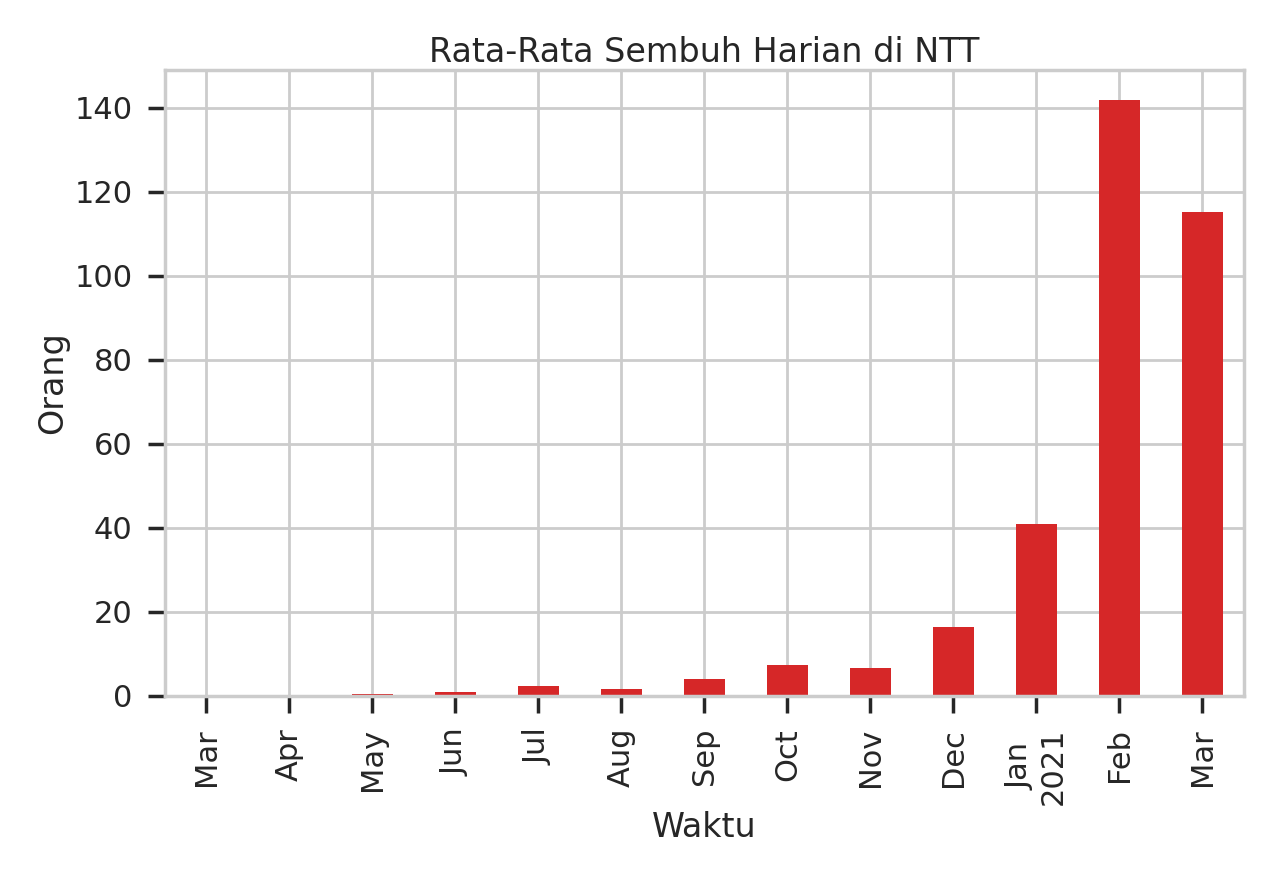 Rata-Rata Sembuh Harian di NTT
140
120
100
80
60
40
20
0
Orang
Mar
Apr
May
Jun
Jul
Aug
Sep
Oct
Nov
Dec
Jan
2021
Feb
Mar
Waktu